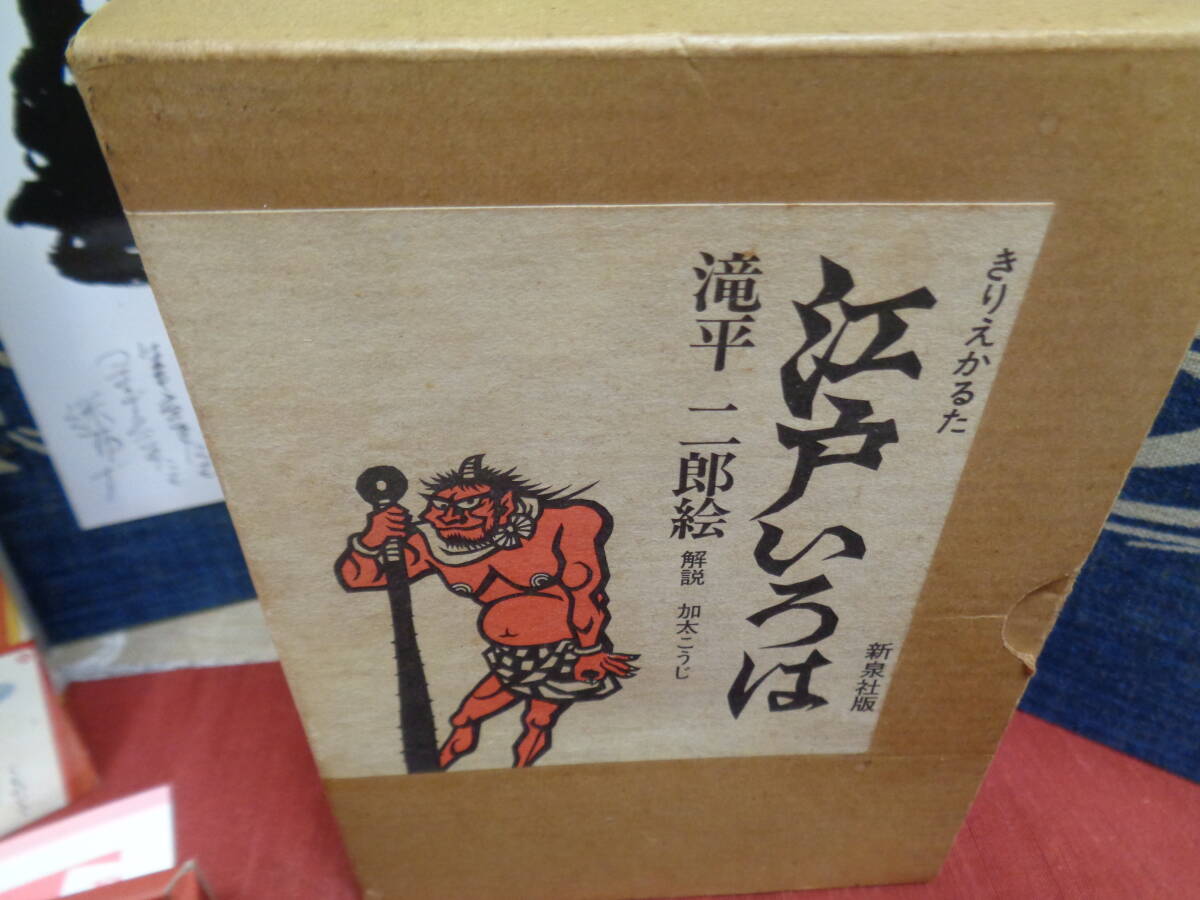 きりえかるた
江戸いろは
滝平二郎絵
解説 加太こうじ
新泉社版